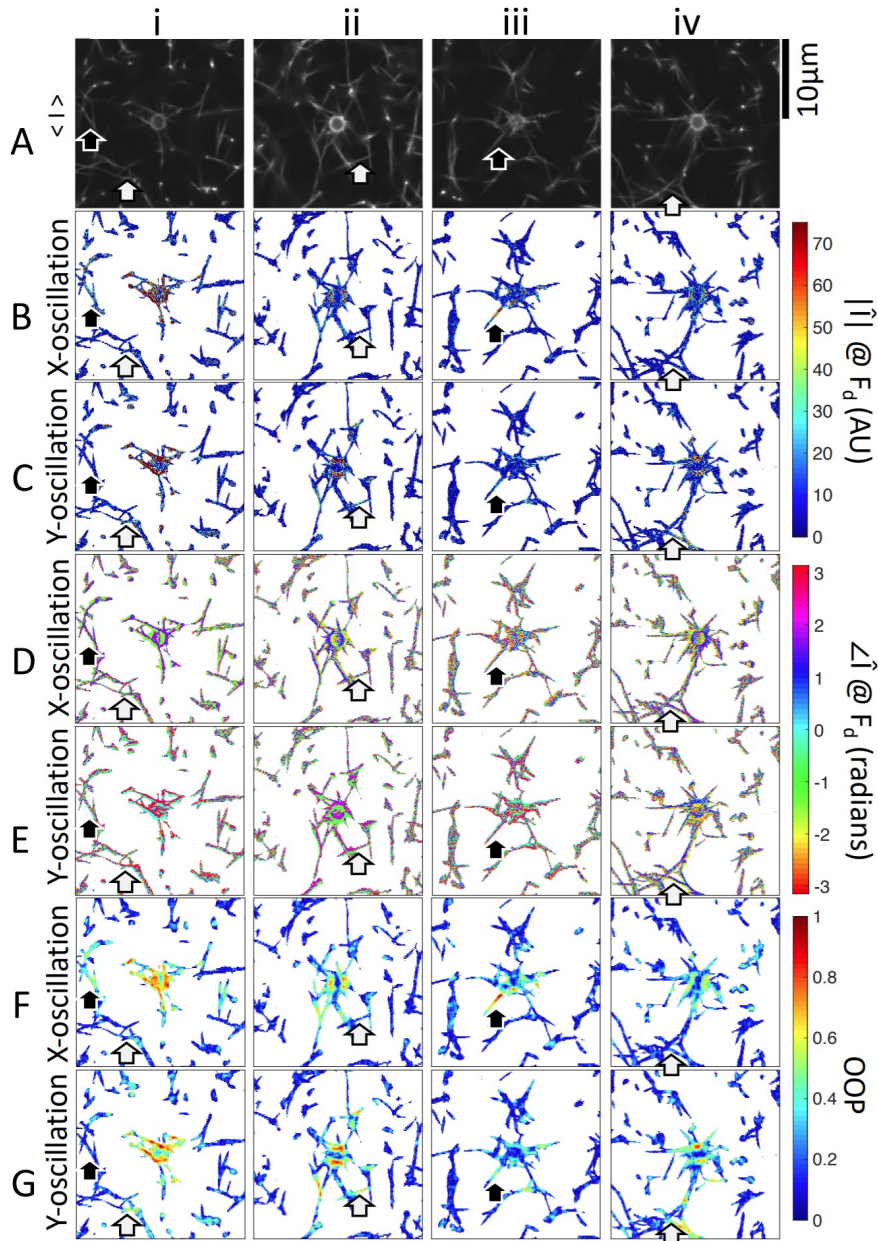 i ii iii iv
A < I > 10μm
B X-oscillation
C Y-oscillation
70
60
50
40
30
20
10
0
|Î| @ F_d (AU)
D X-oscillation
E Y-oscillation
3
2
1
0
-1
-2
-3
∠Î @ F_d (radians)
F X-oscillation
G Y-oscillation
1
0.8
0.6
0.4
0.2
0
OOP